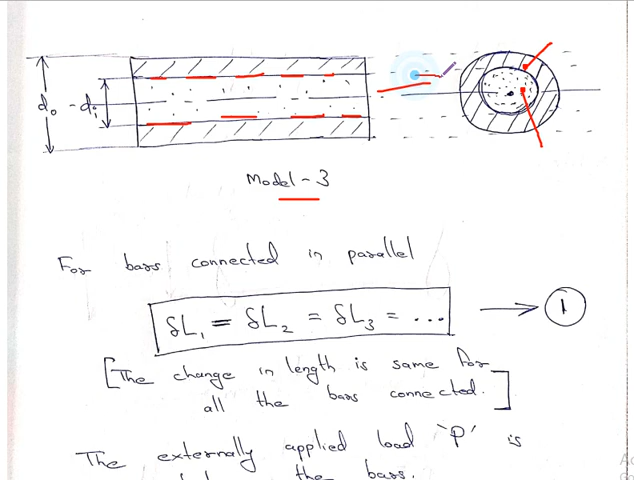 do
di
Model-3
For bars connected in parallel
δL₁ = δL₂ = δL₃ = ... → 1
[The change in length is same for
all the bars connected.]
The externally applied load 'P' is
the bars.